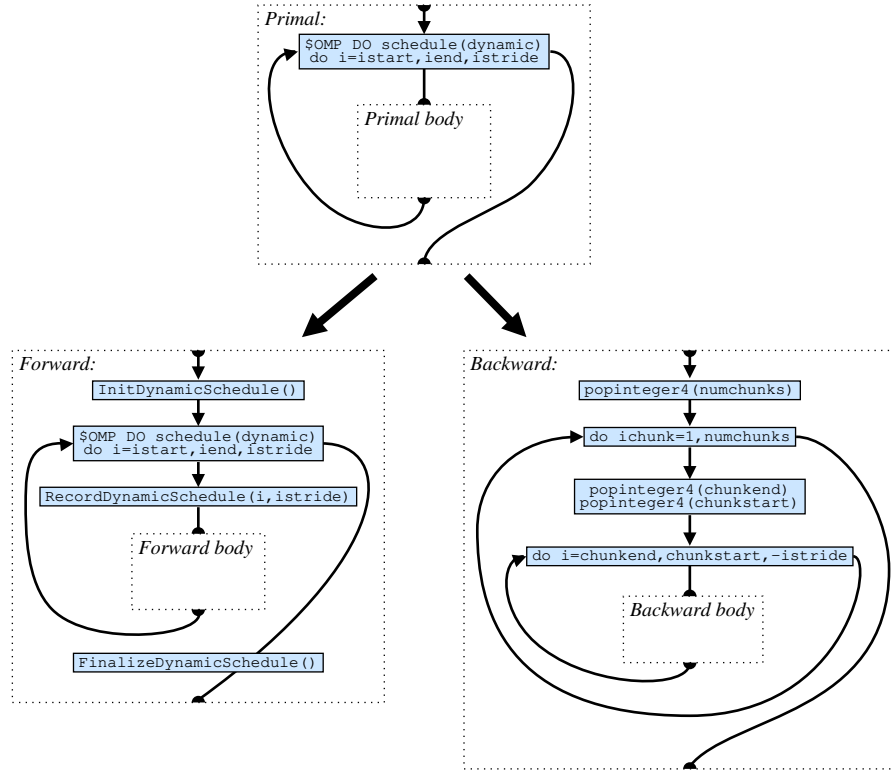 Primal:
$OMP DO schedule(dynamic)
do i=istart,iend,istride
Primal body
Forward:
InitDynamicSchedule()
$OMP DO schedule(dynamic)
do i=istart,iend,istride
RecordDynamicSchedule(i,istride)
Forward body
FinalizeDynamicSchedule()
Backward:
popinteger4(numchunks)
do ichunk=1,numchunks
popinteger4(chunkend)
popinteger4(chunkstart)
do i=chunkend,chunkstart,-istride
Backward body